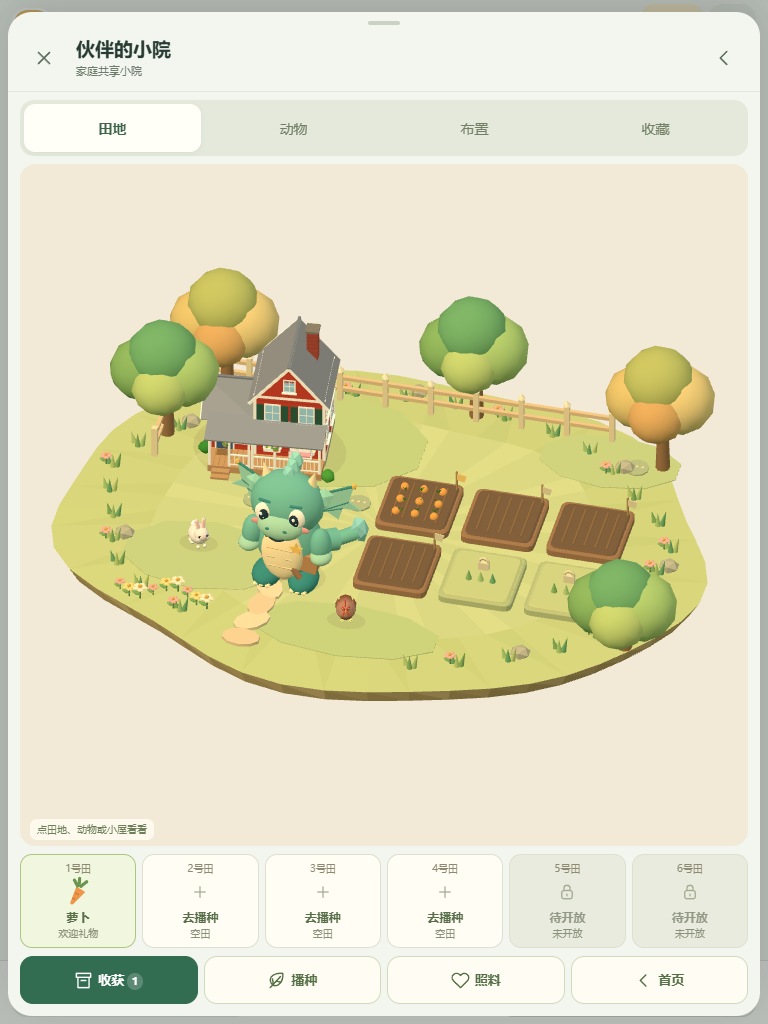 伙伴的小院
家庭共享小院
田地
动物
布置
收藏
点田地、动物或小屋看看
1号田
萝卜
欢迎礼物
2号田
去播种
空田
3号田
去播种
空田
4号田
去播种
空田
5号田
待开放
未开放
6号田
待开放
未开放
收获 1
播种
照料
首页